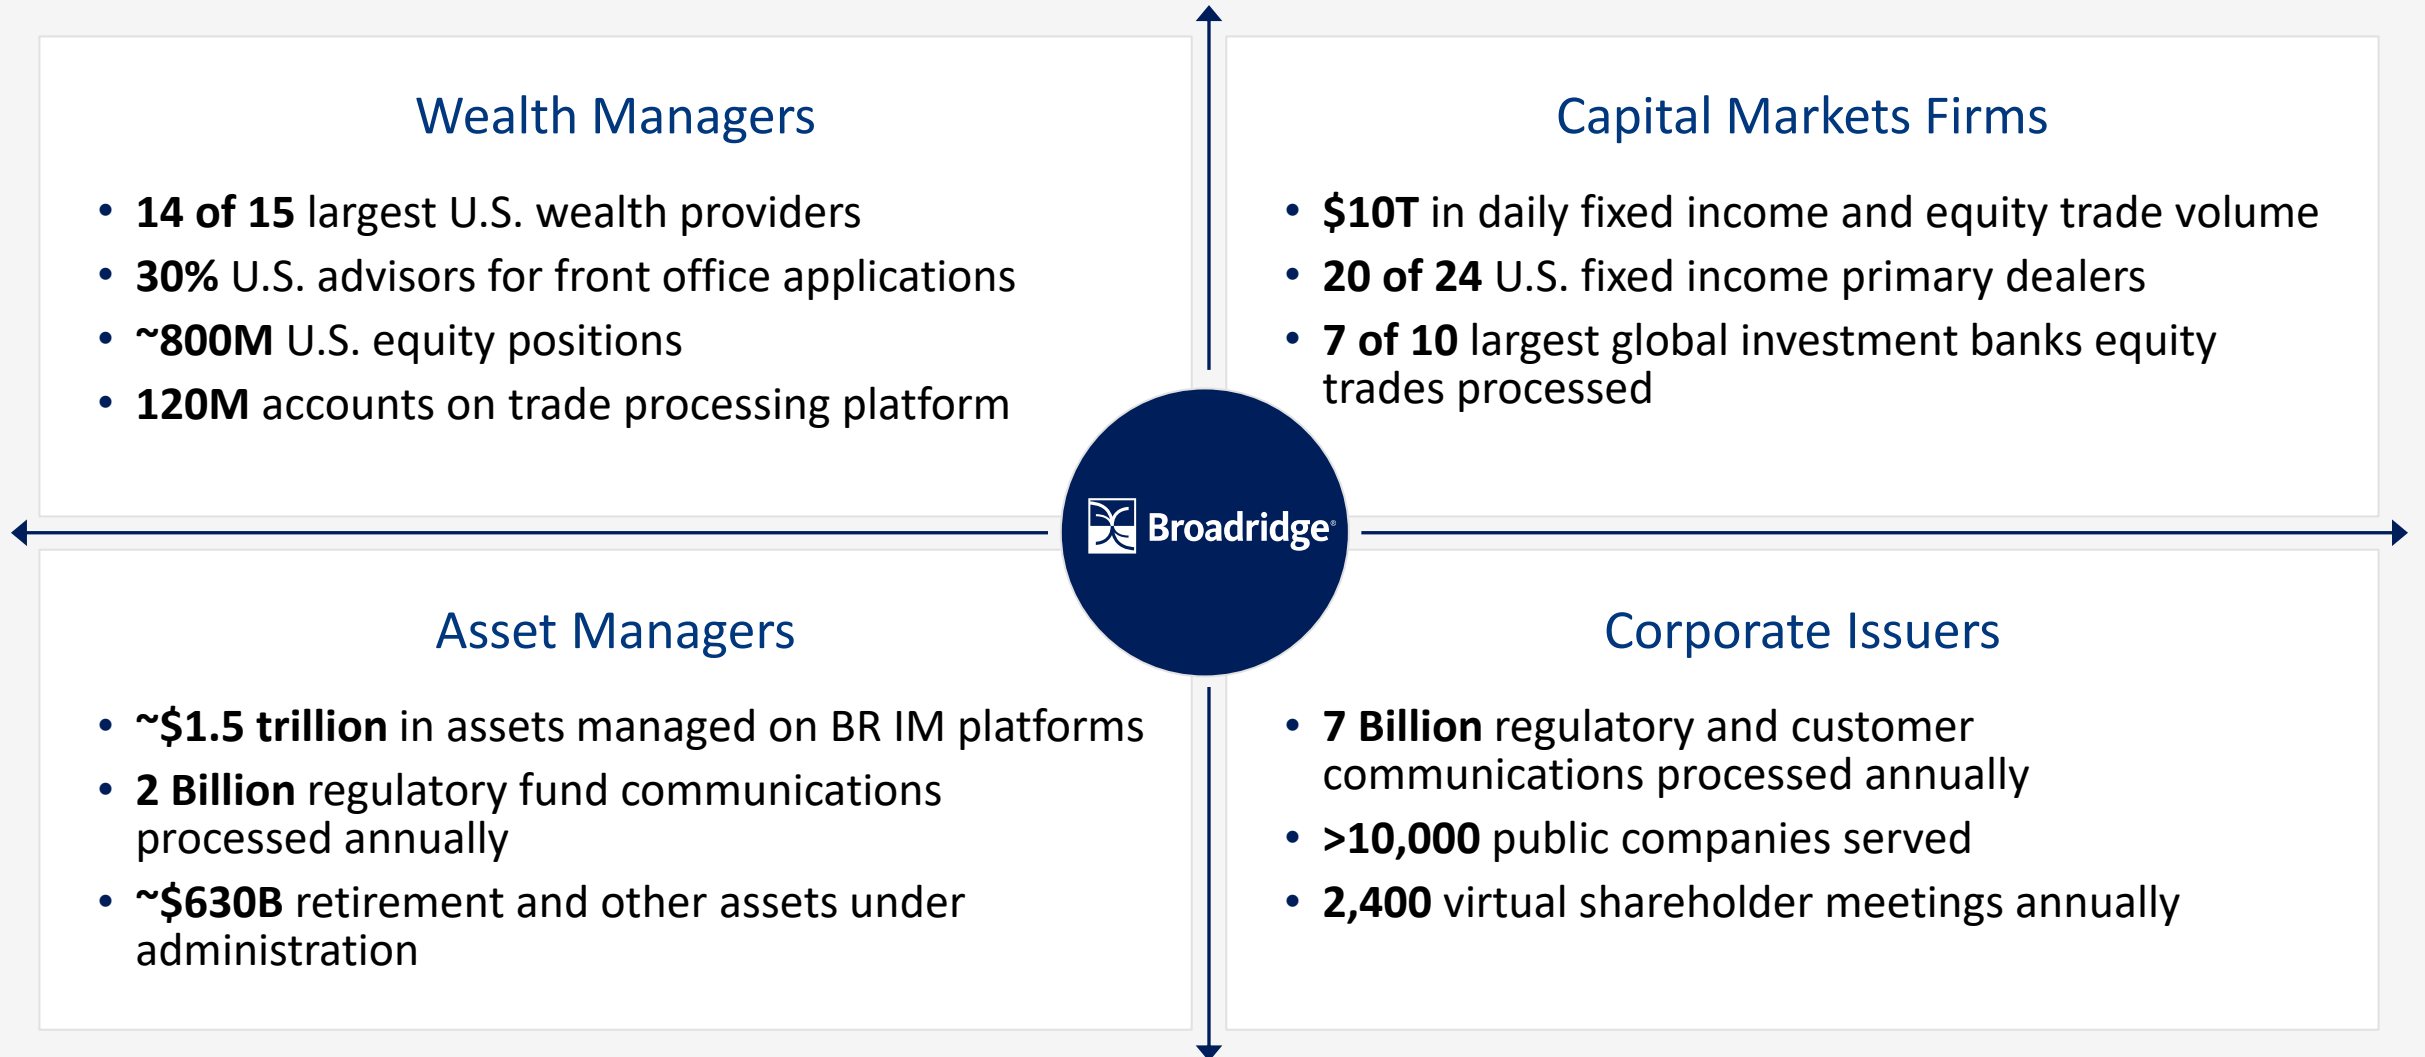 Wealth Managers
• 14 of 15 largest U.S. wealth providers
• 30% U.S. advisors for front office applications
• ~800M U.S. equity positions
• 120M accounts on trade processing platform
Capital Markets Firms
• $10T in daily fixed income and equity trade volume
• 20 of 24 U.S. fixed income primary dealers
• 7 of 10 largest global investment banks equity
trades processed
Broadridge®
Asset Managers
• ~$1.5 trillion in assets managed on BR IM platforms
• 2 Billion regulatory fund communications
processed annually
• ~$630B retirement and other assets under
administration
Corporate Issuers
• 7 Billion regulatory and customer
communications processed annually
• >10,000 public companies served
• 2,400 virtual shareholder meetings annually